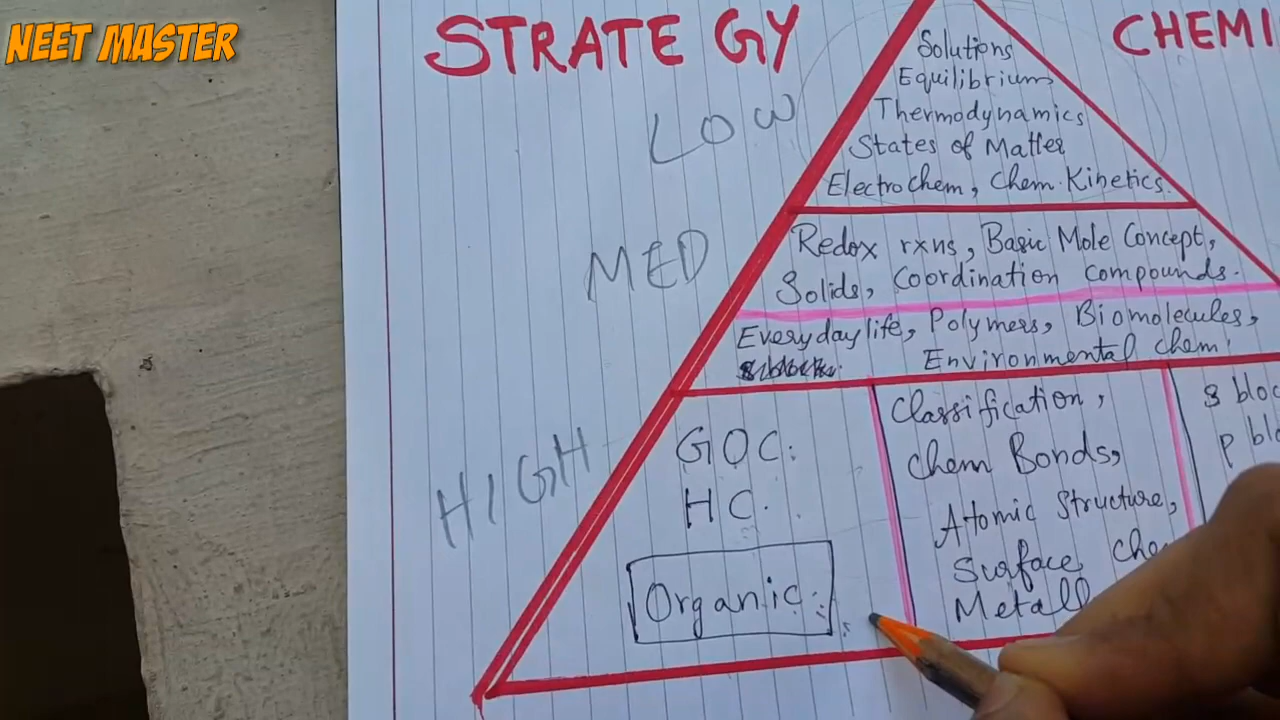 NEET MASTER
STRATEGY CHEMI
LOW
Solutions
Equilibrium
Thermodynamics
States of Matter
Electrochem, Chem. Kinetics.
MED
Redox rxns, Basic Mole Concept,
Solids, Coordination compounds.
Everyday life, Polymers, Biomolecules,
Environmental chem.
HIGH
GOC.
HC.
Organic.
Classification,
Chem Bonds,
Atomic Structure,
Surface Che
Metall
s bloc
p blo